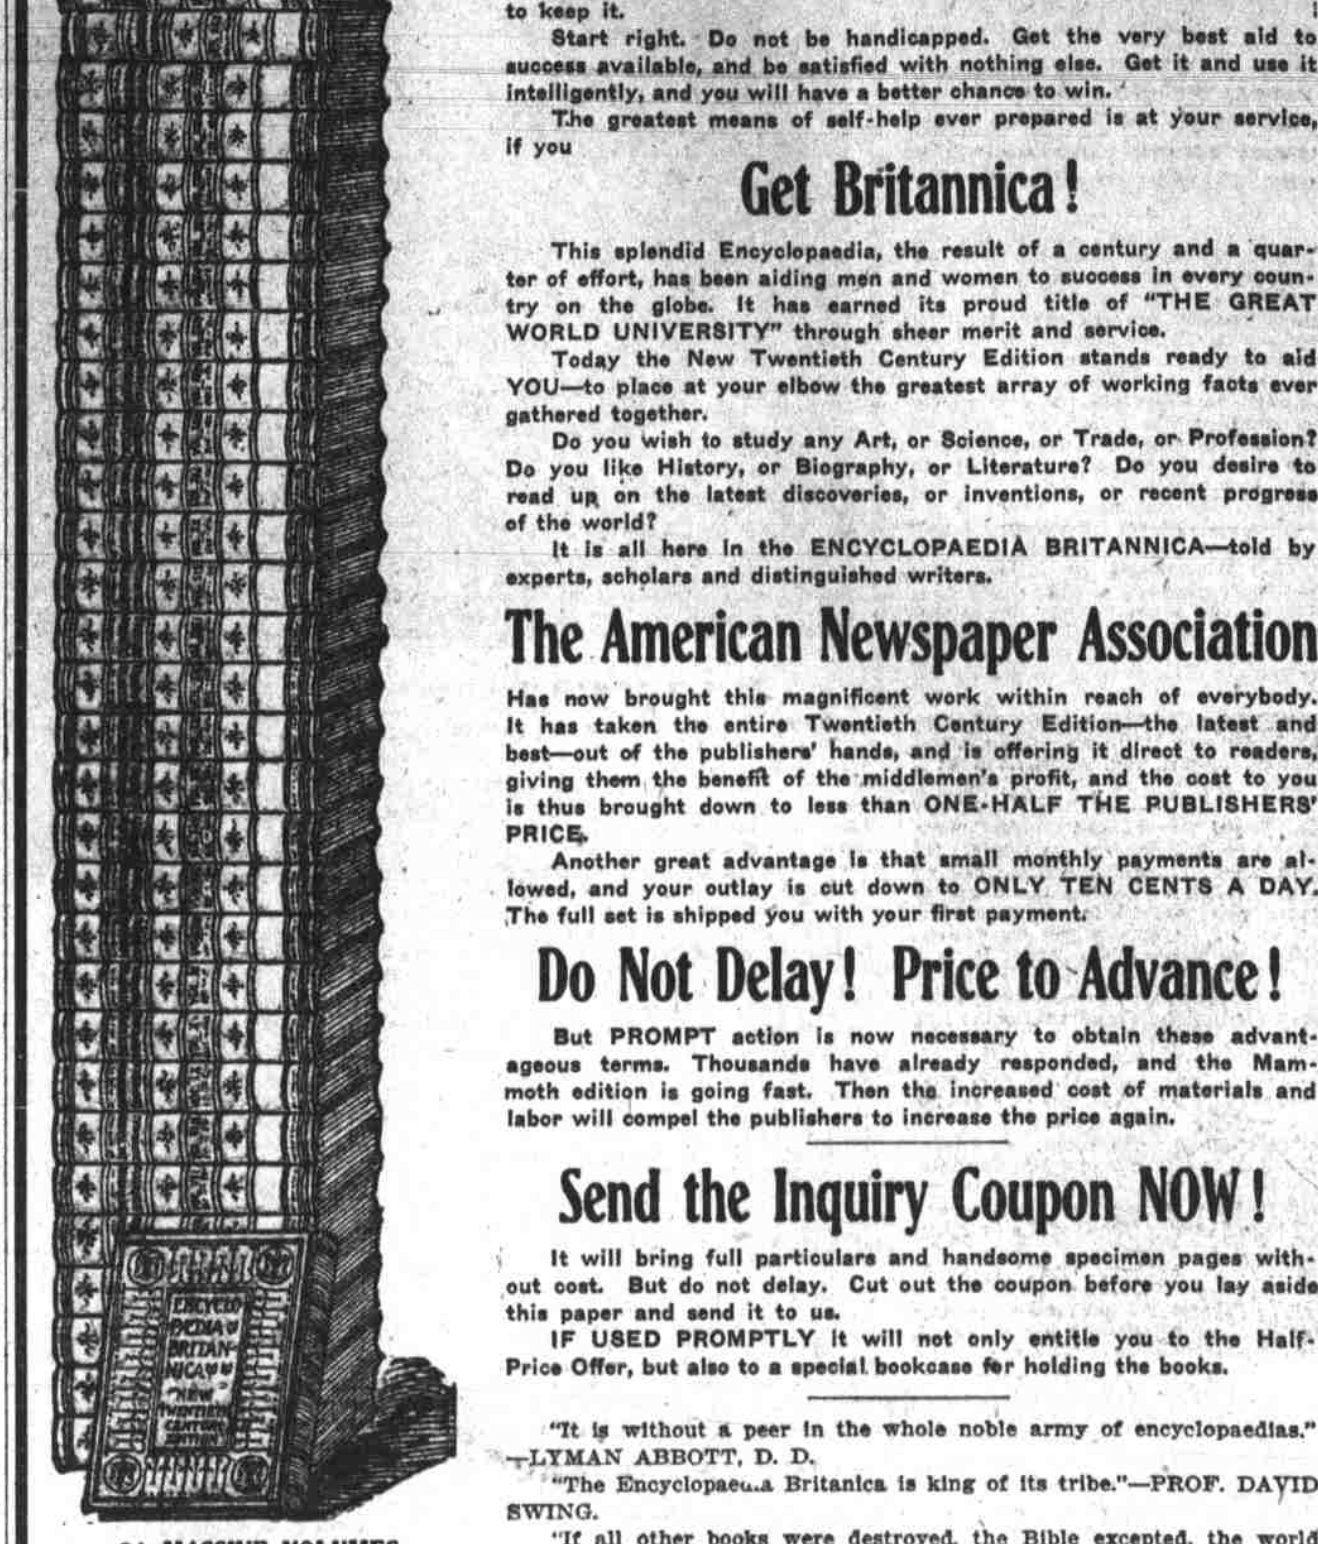 to keep it.
Start right. Do not be handicapped. Get the very best aid to
success available, and be satisfied with nothing else. Get it and use it
intelligently, and you will have a better chance to win.
The greatest means of self-help ever prepared is at your service,
if you
Get Britannica!
This splendid Encyclopaedia, the result of a century and a quar-
ter of effort, has been aiding men and women to success in every coun-
try on the globe. It has earned its proud title of "THE GREAT
WORLD UNIVERSITY" through sheer merit and service.
Today the New Twentieth Century Edition stands ready to aid
YOU—to place at your elbow the greatest array of working facts ever
gathered together.
Do you wish to study any Art, or Science, or Trade, or Profession?
Do you like History, or Biography, or Literature? Do you desire to
read up on the latest discoveries, or inventions, or recent progress
of the world?
It is all here in the ENCYCLOPAEDIA BRITANNICA—told by
experts, scholars and distinguished writers.
The American Newspaper Association
Has now brought this magnificent work within reach of everybody.
It has taken the entire Twentieth Century Edition—the latest and
best—out of the publishers' hands, and is offering it direct to readers,
giving them the benefit of the middlemen's profit, and the cost to you
is thus brought down to less than ONE-HALF THE PUBLISHERS'
PRICE.
Another great advantage is that small monthly payments are al-
lowed, and your outlay is cut down to ONLY TEN CENTS A DAY.
The full set is shipped you with your first payment.
Do Not Delay! Price to Advance!
But PROMPT action is now necessary to obtain these advant-
ageous terms. Thousands have already responded, and the Mam-
moth edition is going fast. Then the increased cost of materials and
labor will compel the publishers to increase the price again.
Send the Inquiry Coupon NOW!
It will bring full particulars and handsome specimen pages with-
out cost. But do not delay. Cut out the coupon before you lay aside
this paper and send it to us.
IF USED PROMPTLY it will not only entitle you to the Half-
Price Offer, but also to a special bookcase for holding the books.
"It is without a peer in the whole noble army of encyclopaedias."
—LYMAN ABBOTT, D. D.
"The Britanica is king of its tribe."—PROF. DAVID
SWING.
"If all other books were destroyed, the Bible excepted, the world
ENCYCLO
PEDIA
BRITAN-
NICA
NEW
TWENTIETH
CENTURY
EDITION
MASSIVE VOLUMES